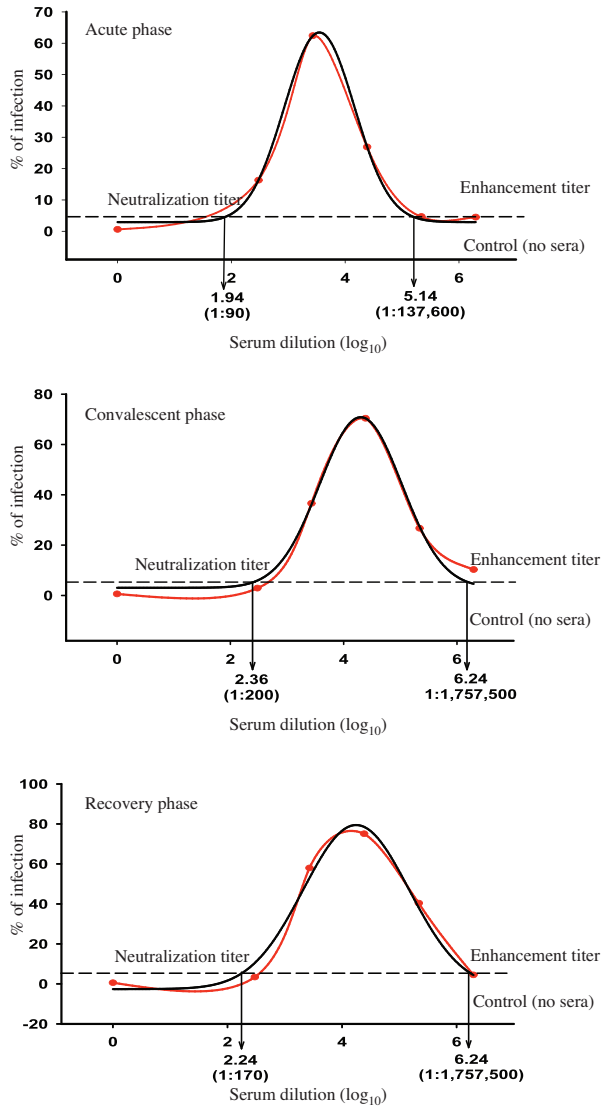 Acute phase
% of infection
70
60
50
40
30
20
10
0
Neutralization titer
Enhancement titer
Control (no sera)
0 2 4 6
1.94
(1:90)
5.14
(1:137,600)
Serum dilution (log10)
Convalescent phase
% of infection
80
60
40
20
0
Neutralization titer
Enhancement titer
Control (no sera)
0 2 4 6
2.36
(1:200)
6.24
1:1,757,500)
Serum dilution (log10)
Recovery phase
% of infection
100
80
60
40
20
0
-20
Neutralization titer
Enhancement titer
Control (no sera)
0 2 4 6
2.24
(1:170)
6.24
(1:1,757,500)
Serum dilution (log10)